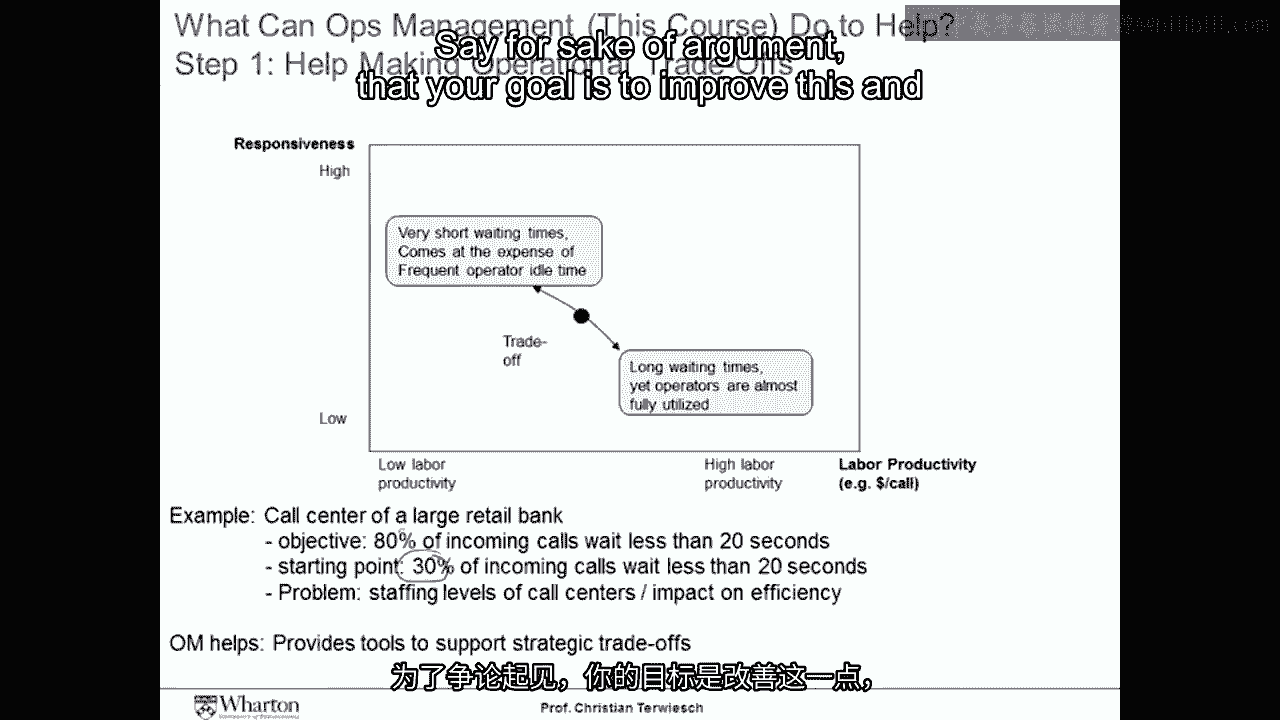 What Can Ops Management (This Course) Do to Help?
Step 1: Help Making Operational Trade-Offs
Say for sake of argument,
that your goal is to improve this and
Responsiveness
High
Very short waiting times,
Comes at the expense of
Frequent operator idle time
Trade-
off
Long waiting times,
yet operators are almost
fully utilized
Low
Low labor
productivity
High labor
productivity
Labor Productivity
(e.g. $/call)
Example: Call center of a large retail bank
- objective: 80% of incoming calls wait less than 20 seconds
- starting point: 30% of incoming calls wait less than 20 seconds
- Problem: staffing levels of call centers / impact on efficiency
OM helps: Provides tools to support strategic trade-offs
为了争论起见，你的目标是改善这一点，
Wharton
Prof. Christian Terwiesch